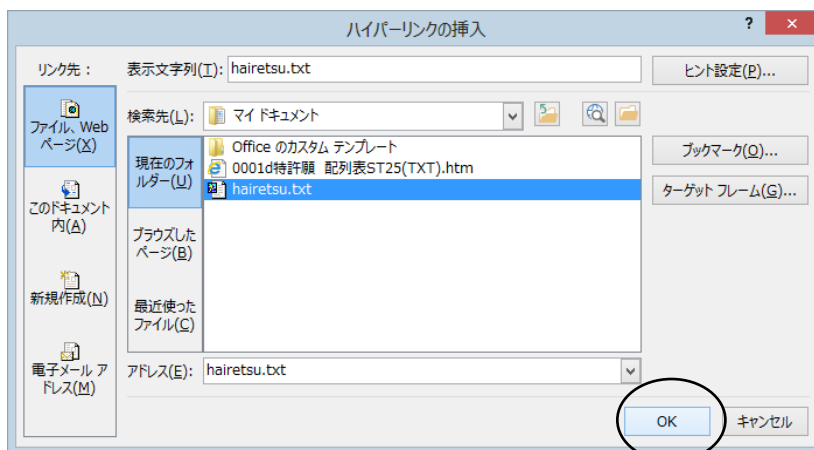 ハイパーリンクの挿入
?
×
リンク先：
表示文字列(T): hairetsu.txt
ヒント設定(P)...
ファイル、Web
ページ(X)
検索先(L): マイ ドキュメント
現在のフォ
ルダー(U)
Office のカスタム テンプレート
0001d特許願 配列表ST25(TXT).htm
hairetsu.txt
ブックマーク(O)...
ターゲット フレーム(G)...
このドキュメント
内(A)
ブラウズした
ページ(B)
新規作成(N)
最近使った
ファイル(C)
電子メール ア
ドレス(M)
アドレス(E): hairetsu.txt
OK
キャンセル